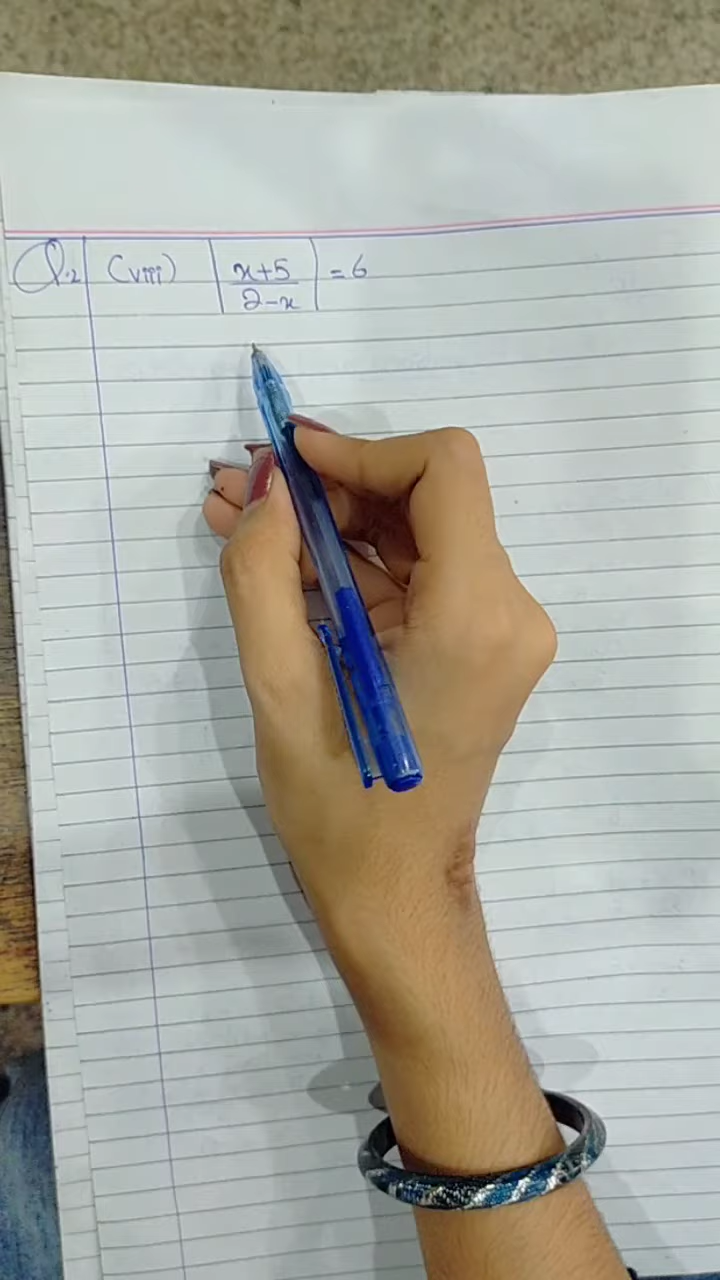 Q.2 (viii) |x+5/2-x| = 6